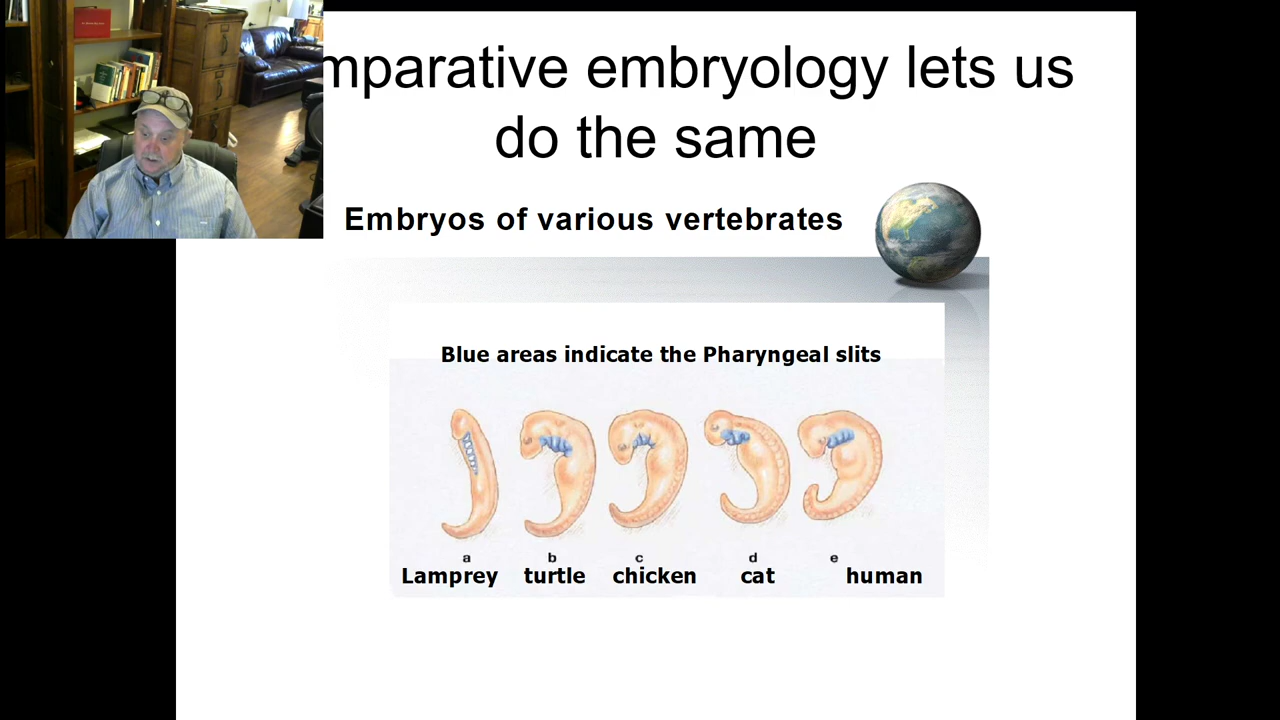 mparative embryology lets us
do the same
Embryos of various vertebrates
Blue areas indicate the Pharyngeal slits
a b c d e
Lamprey turtle chicken cat human